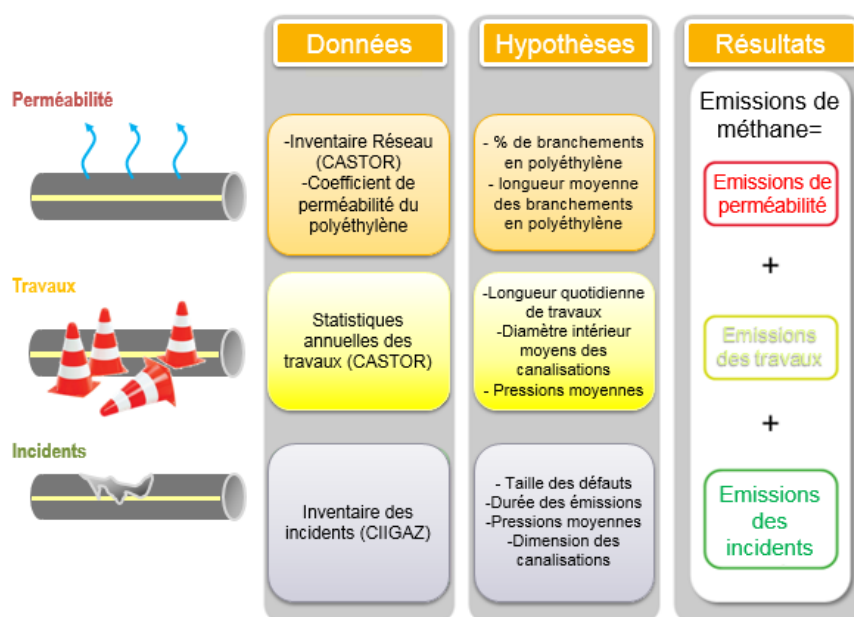 Données
Hypothèses
Résultats
Perméabilité
-Inventaire Réseau
(CASTOR)
-Coefficient de
perméabilité du
polyéthylène
- % de branchements
en polyéthylène
- longueur moyenne
des branchements
en polyéthylène
Emissions de
méthane=
Emissions de
perméabilité
+
Travaux
Statistiques
annuelles des
travaux (CASTOR)
-Longueur quotidienne
de travaux
-Diamètre intérieur
moyens des
canalisations
- Pressions moyennes
Emissions
des travaux
+
Incidents
Inventaire des
incidents (CIIGAZ)
- Taille des défauts
-Durée des émissions
-Pressions moyennes
- Dimension des
canalisations
Emissions
des
incidents